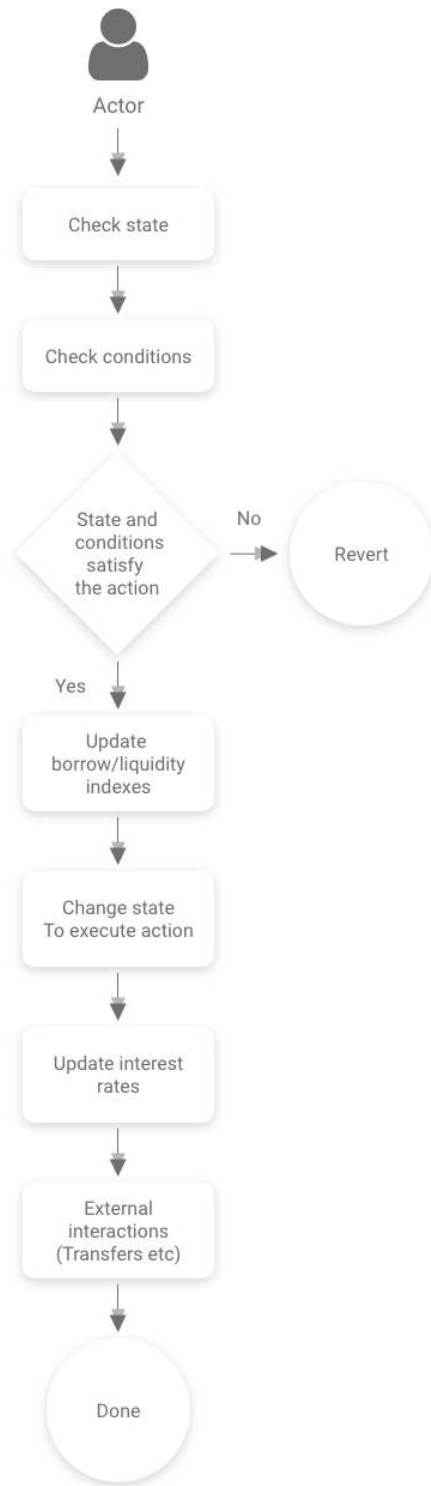 Actor
Check state
Check conditions
State and
conditions
satisfy
the action
No
Revert
Yes
Update
borrow/liquidity
indexes
Change state
To execute action
Update interest
rates
External
interactions
(Transfers etc)
Done